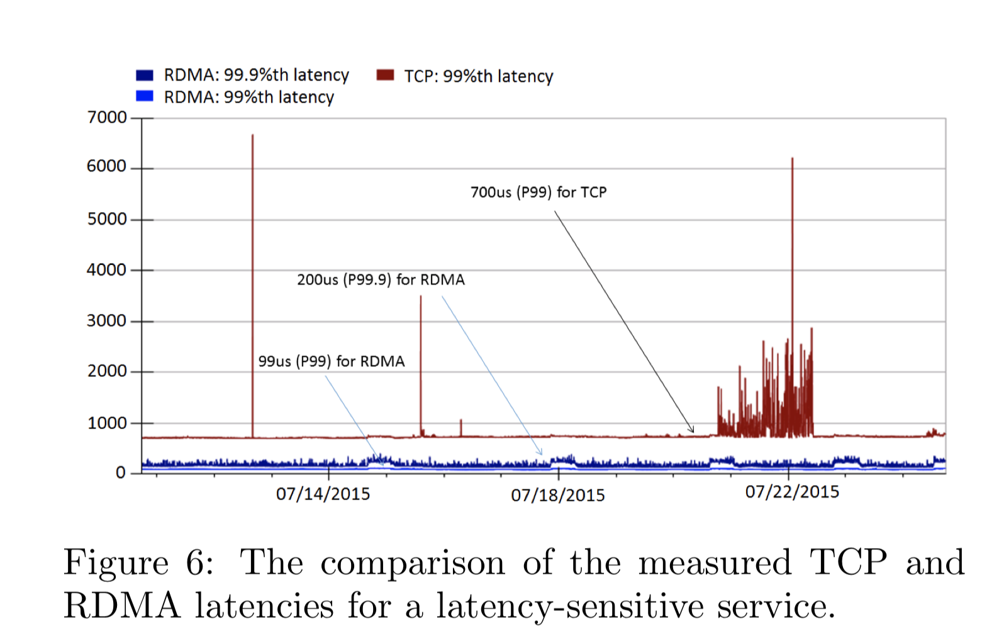 RDMA: 99.9%th latency
TCP: 99%th latency
RDMA: 99%th latency
7000
6000
5000
4000
3000
2000
1000
0
700us (P99) for TCP
200us (P99.9) for RDMA
99us (P99) for RDMA
07/14/2015
07/18/2015
07/22/2015
Figure 6: The comparison of the measured TCP and
RDMA latencies for a latency-sensitive service.